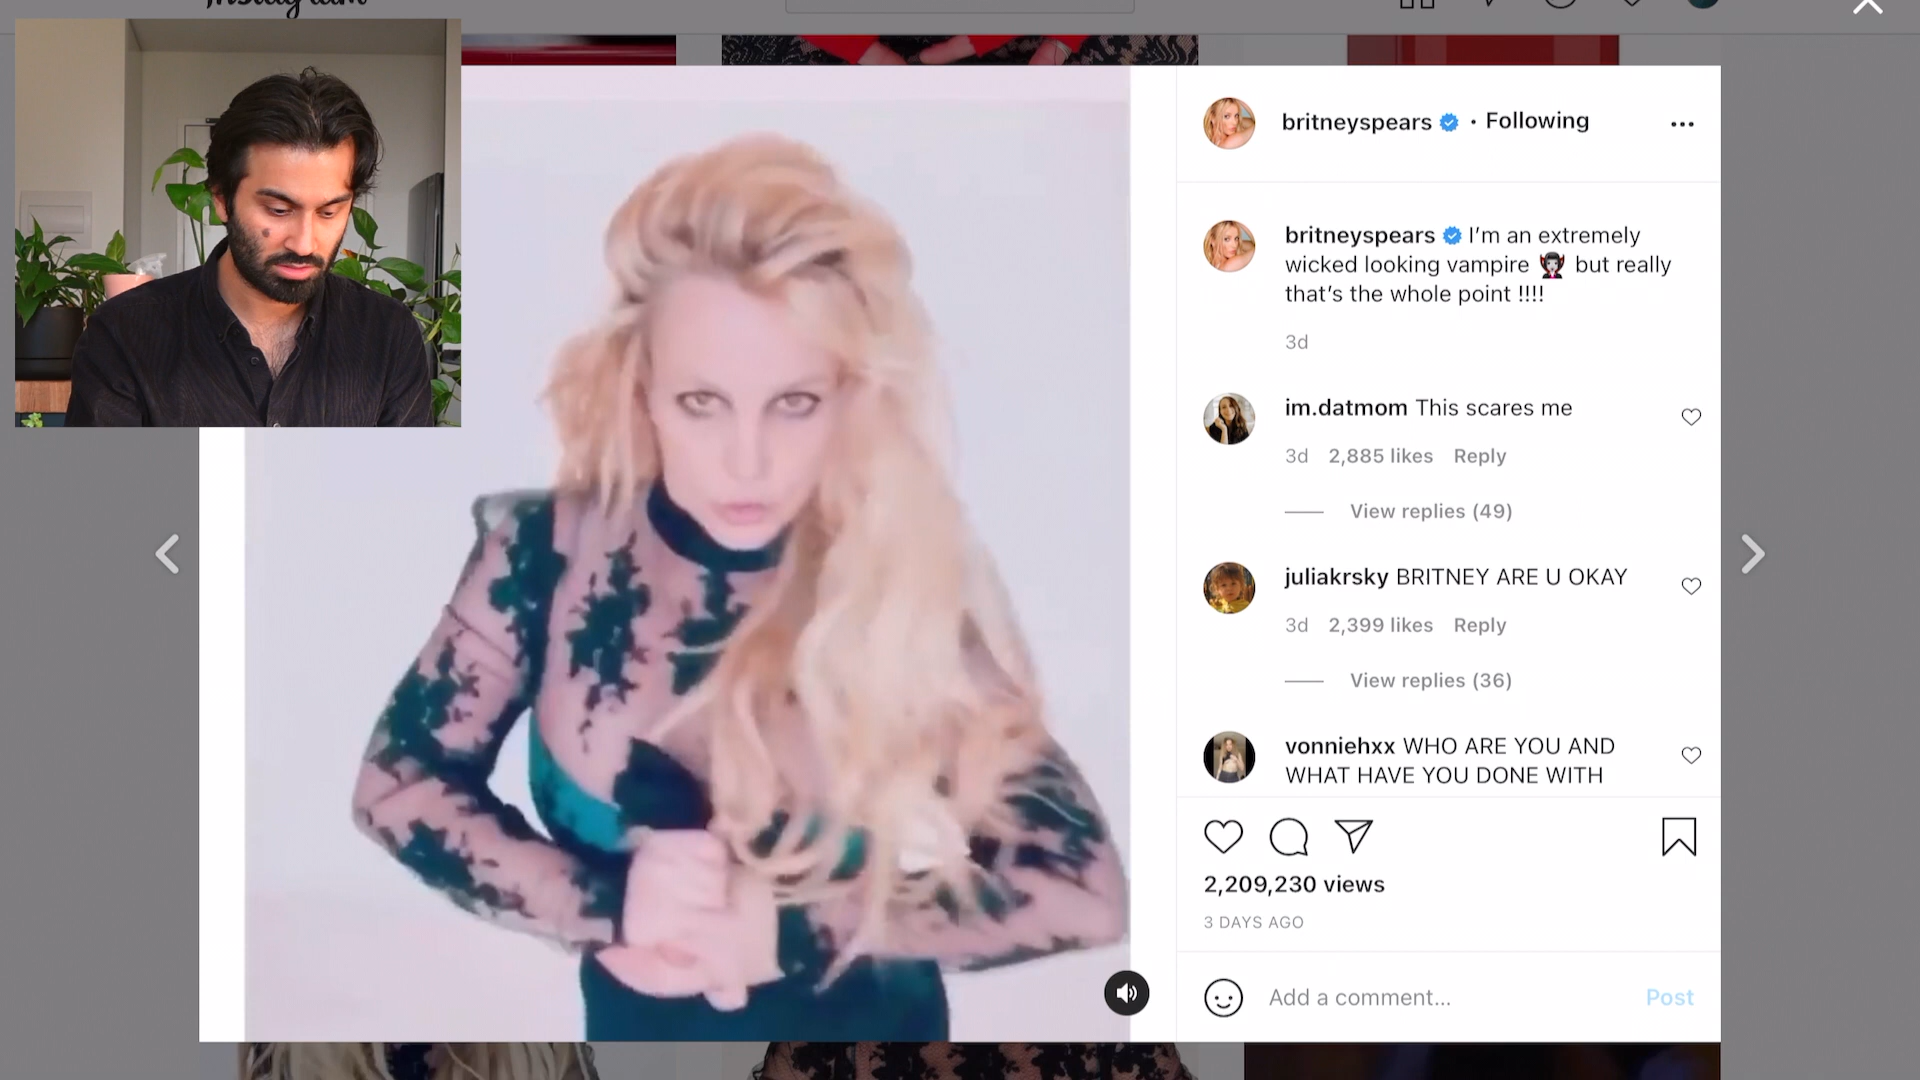 Instagram
britneyspears • Following
britneyspears I’m an extremely
wicked looking vampire 🧛🏻‍♀️ but really
that’s the whole point !!!!
3d
im.datmom This scares me
3d 2,885 likes Reply
View replies (49)
juliakrsky BRITNEY ARE U OKAY
3d 2,399 likes Reply
View replies (36)
vonniehxx WHO ARE YOU AND
WHAT HAVE YOU DONE WITH
2,209,230 views
3 DAYS AGO
Add a comment...
Post